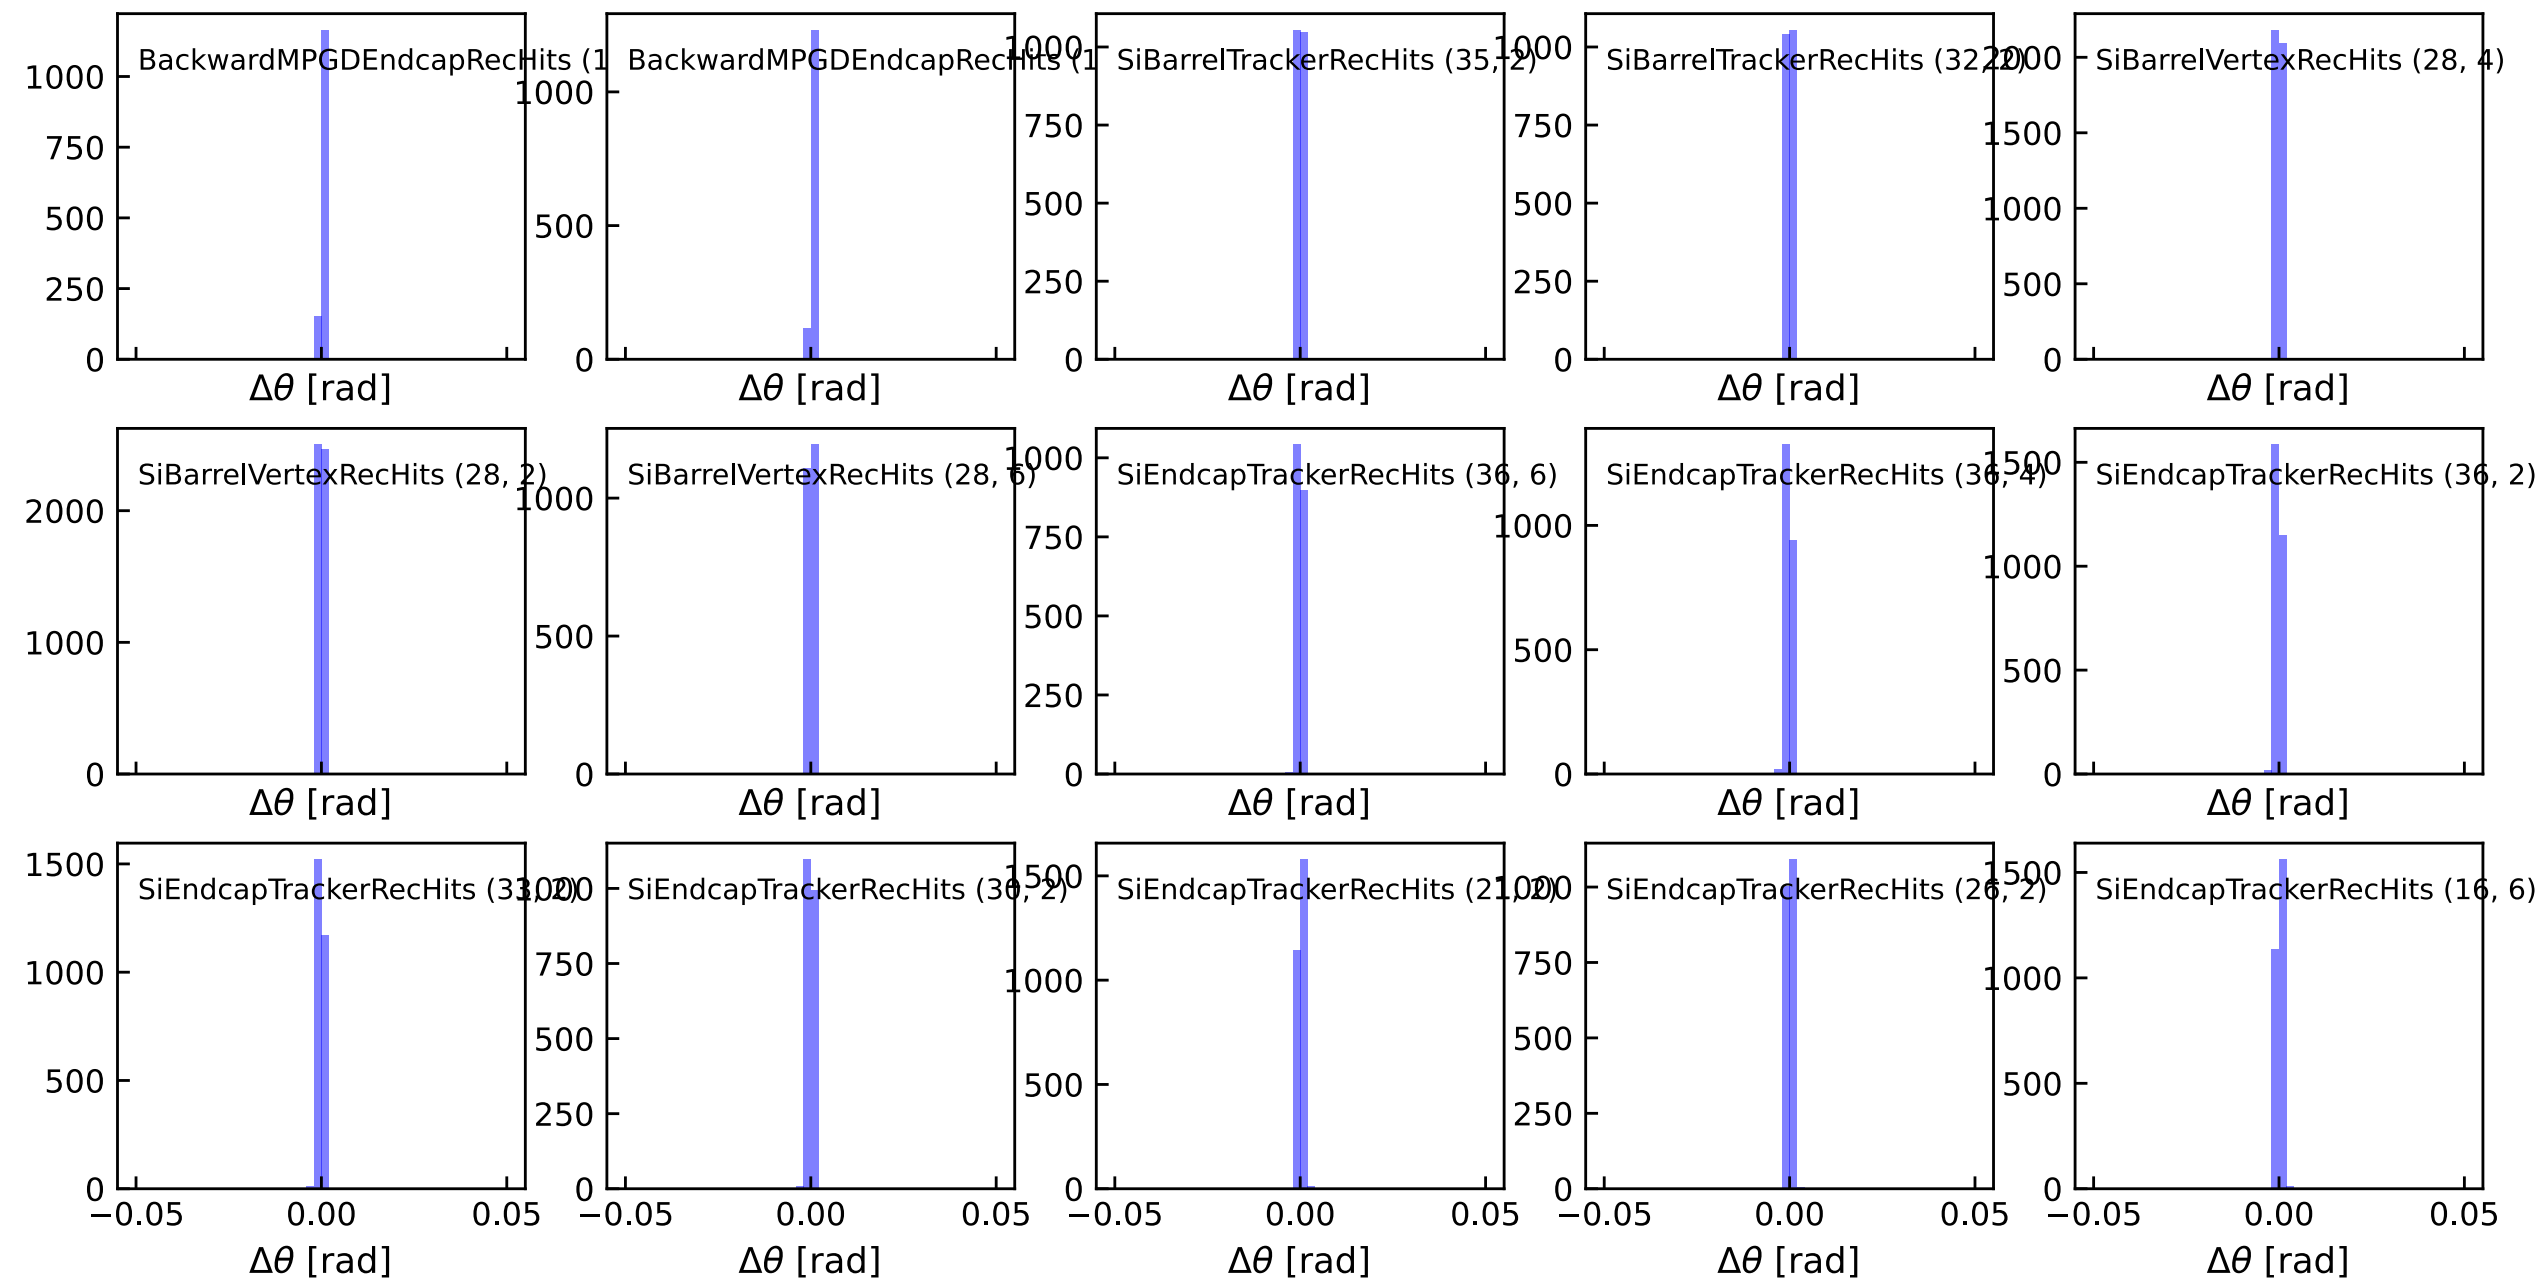 BackwardMPGDEndcapRecHits (1
1000
750
500
250
0
Δθ [rad]
BackwardMPGDEndcapRecHits (1
1000
500
0
Δθ [rad]
SiBarrelTrackerRecHits (35, 2)
1000
750
500
250
0
Δθ [rad]
SiBarrelTrackerRecHits (32, 2)
1000
750
500
250
0
Δθ [rad]
SiBarrelVertexRecHits (28, 4)
2000
1500
1000
500
0
Δθ [rad]
SiBarrelVertexRecHits (28, 2)
2000
1000
0
Δθ [rad]
SiBarrelVertexRecHits (28, 6)
1000
500
0
Δθ [rad]
SiEndcapTrackerRecHits (36, 6)
1000
750
500
250
0
Δθ [rad]
SiEndcapTrackerRecHits (36, 4)
1000
500
0
Δθ [rad]
SiEndcapTrackerRecHits (36, 2)
1500
1000
500
0
Δθ [rad]
1500
SiEndcapTrackerRecHits (33, 2)
1000
500
0
−0.05 0.00 0.05
Δθ [rad]
SiEndcapTrackerRecHits (30, 2)
1000
750
500
250
0
−0.05 0.00 0.05
Δθ [rad]
SiEndcapTrackerRecHits (21, 2)
1500
1000
500
0
−0.05 0.00 0.05
Δθ [rad]
SiEndcapTrackerRecHits (26, 2)
1000
750
500
250
0
−0.05 0.00 0.05
Δθ [rad]
SiEndcapTrackerRecHits (16, 6)
1500
1000
500
0
−0.05 0.00 0.05
Δθ [rad]